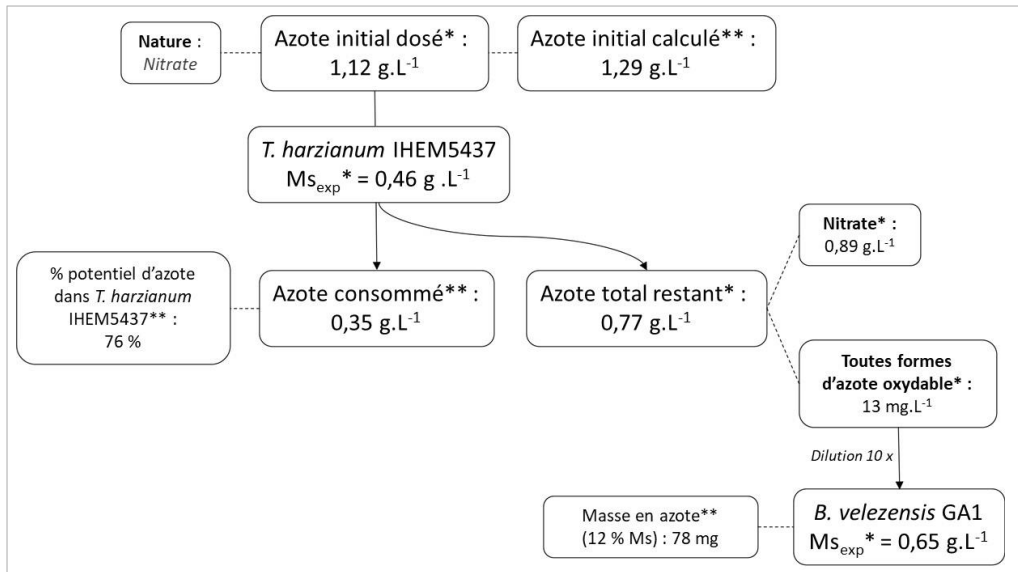 Nature :
Nitrate
Azote initial dosé* :
1,12 g.L-1
Azote initial calculé** :
1,29 g.L-1
T. harzianum IHEM5437
Msexp* = 0,46 g .L-1
% potentiel d'azote
dans T. harzianum
IHEM5437** :
76 %
Azote consommé** :
0,35 g.L-1
Azote total restant* :
0,77 g.L-1
Nitrate* :
0,89 g.L-1
Toutes formes
d'azote oxydable* :
13 mg.L-1
Dilution 10 x
Masse en azote**
(12 % Ms) : 78 mg
B. velezensis GA1
Msexp* = 0,65 g.L-1